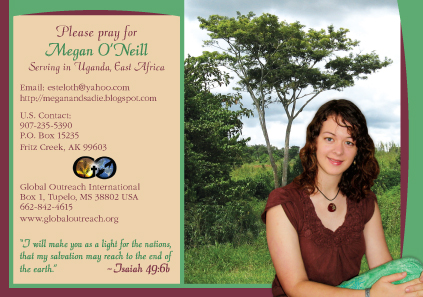 Please pray for
Megan O'Neill
Serving in Uganda, East Africa
Email: esteloth@yahoo.com
http://meganandsadie.blogspot.com
U.S. Contact:
907-235-5390
P.O. Box 15235
Fritz Creek, AK 99603
Global Outreach International
Box 1, Tupelo, MS 38802 USA
662-842-4615
www.globaloutreach.org
"I will make you as a light for the nations,
that my salvation may reach to the end of
the earth." –Isaiah 49:6b